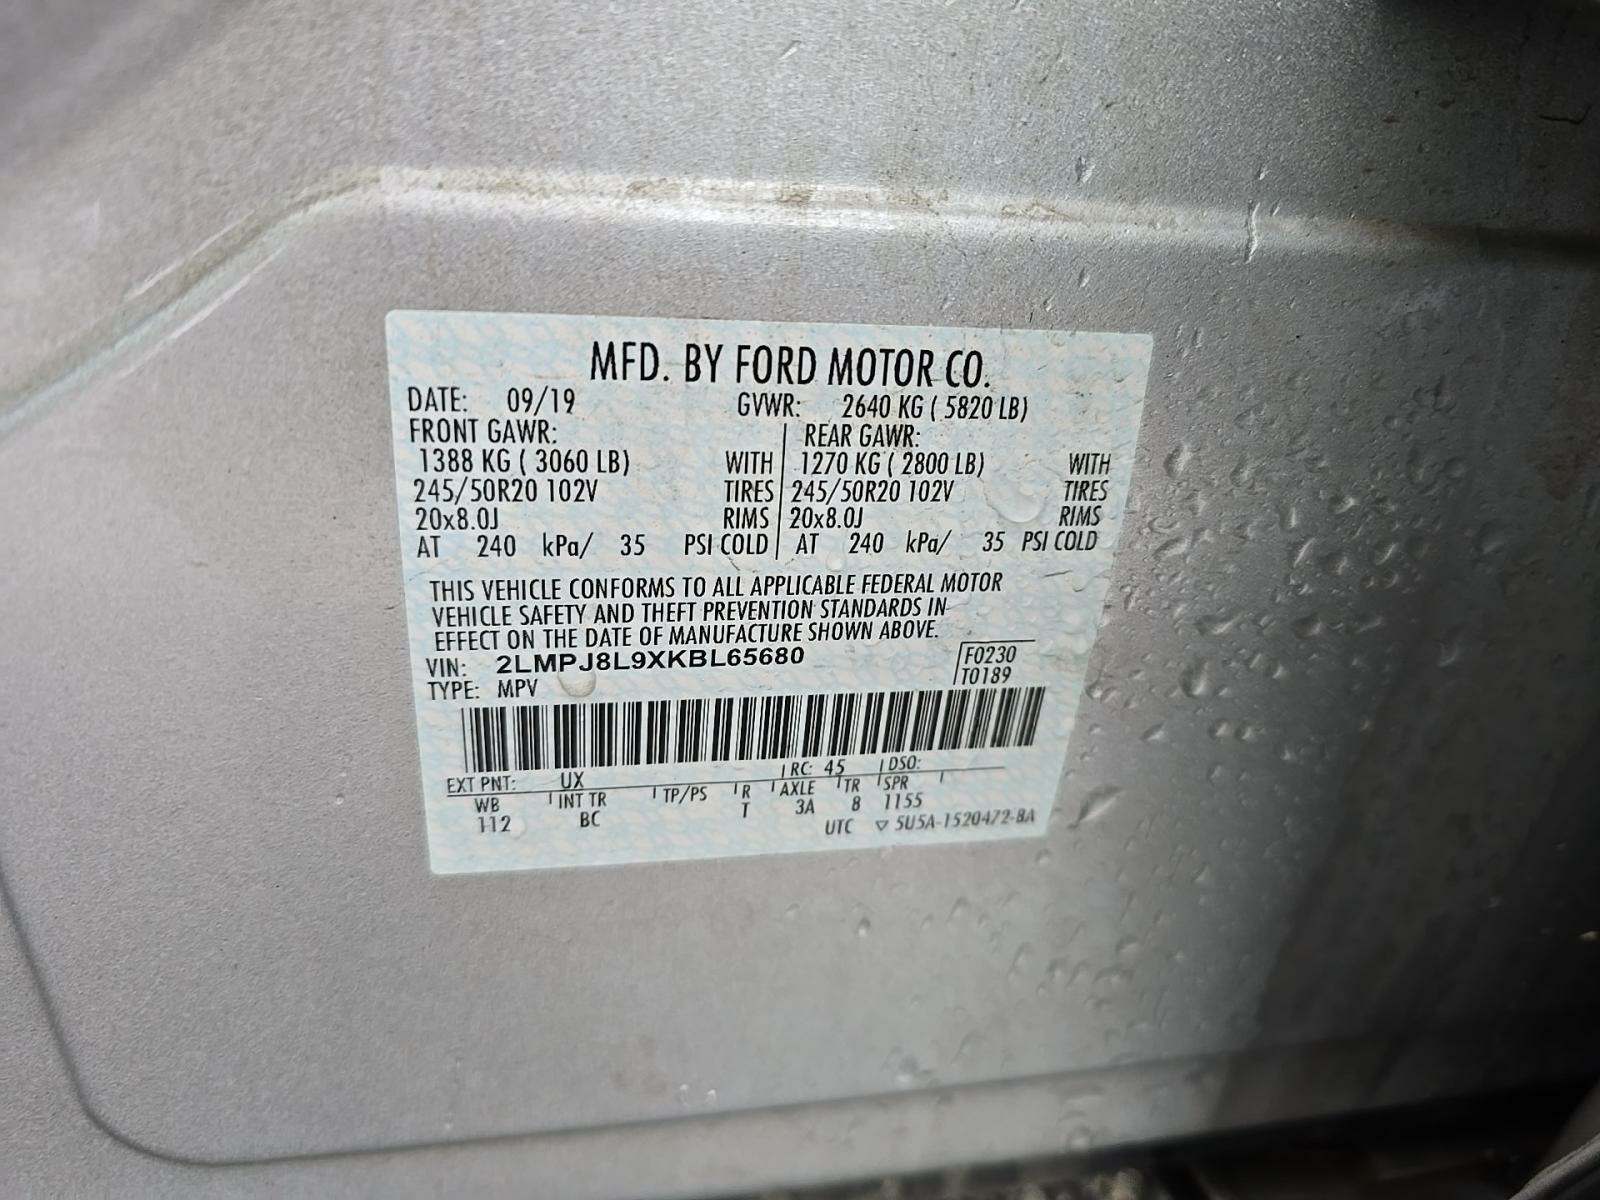 MFD. BY FORD MOTOR CO.
DATE: 09/19 GVWR: 2640 KG ( 5820 LB)
FRONT GAWR: REAR GAWR:
1388 KG ( 3060 LB) WITH 1270 KG ( 2800 LB) WITH
245/50R20 102V TIRES 245/50R20 102V TIRES
20x8.0J RIMS 20x8.0J RIMS
AT 240 kPa/ 35 PSI COLD AT 240 kPa/ 35 PSI COLD
THIS VEHICLE CONFORMS TO ALL APPLICABLE FEDERAL MOTOR
VEHICLE SAFETY AND THEFT PREVENTION STANDARDS IN
EFFECT ON THE DATE OF MANUFACTURE SHOWN ABOVE.
VIN: 2LMPJ8L9XKBL65680 F0230
TYPE: MPV T0189
EXT PNT: UX RC: 45 DSO:
WB INT TR TP/PS R AXLE TR SPR
112 BC T 3A 8 1155
UTC ▽ 5U5A-1520472-BA